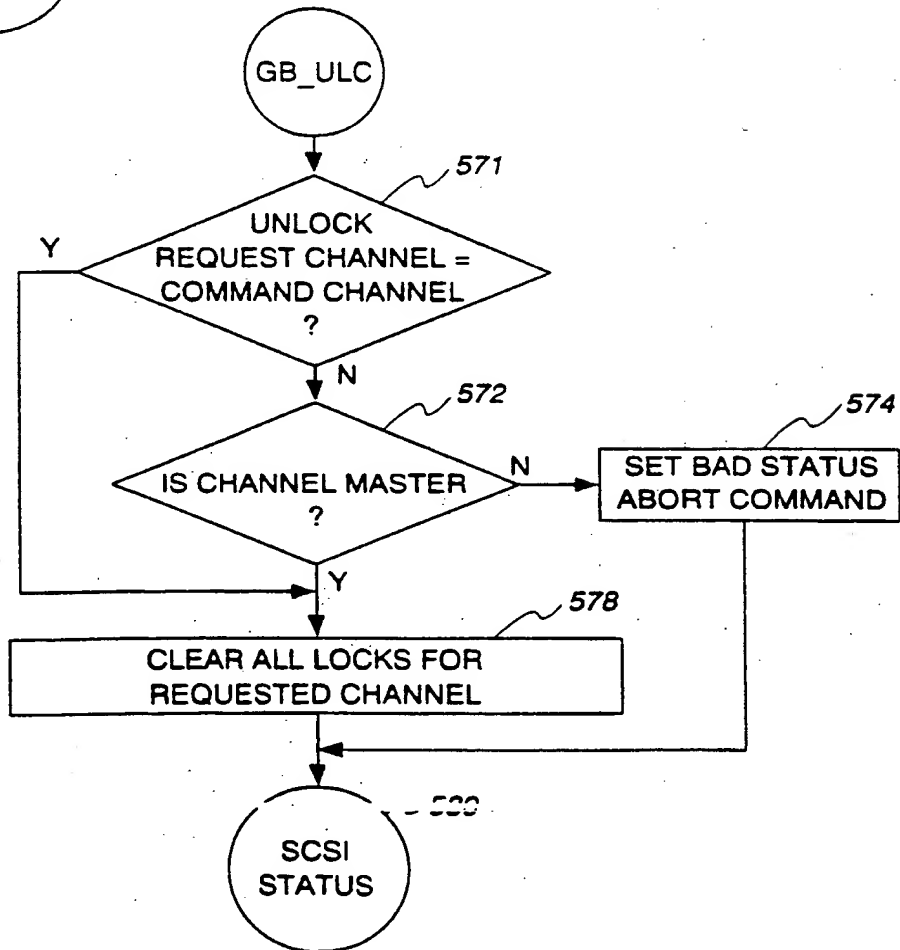 GB_ULC
571
UNLOCK
REQUEST CHANNEL =
COMMAND CHANNEL
?
Y
N
572
574
IS CHANNEL MASTER
?
N
SET BAD STATUS
ABORT COMMAND
Y
578
CLEAR ALL LOCKS FOR
REQUESTED CHANNEL
SCSI
STATUS